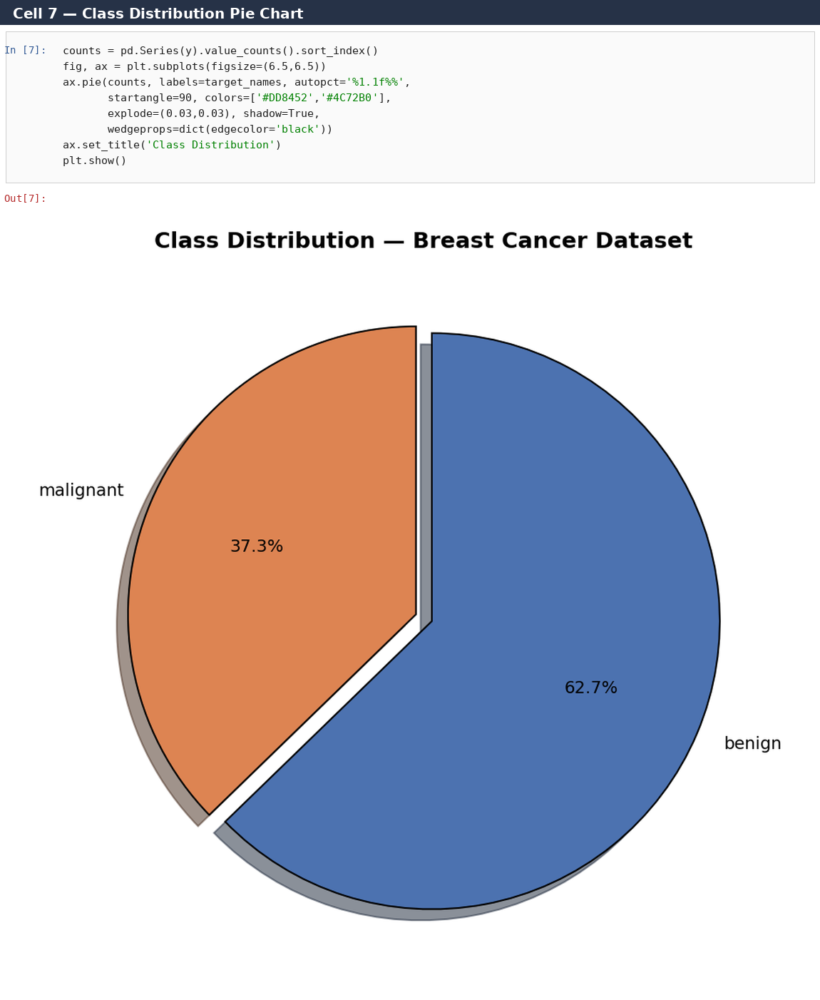 Cell 7 — Class Distribution Pie Chart
In [7]: counts = pd.Series(y).value_counts().sort_index()
fig, ax = plt.subplots(figsize=(6.5,6.5))
ax.pie(counts, labels=target_names, autopct='%1.1f%%',
       startangle=90, colors=['#DD8452','#4C72B0'],
       explode=(0.03,0.03), shadow=True,
       wedgeprops=dict(edgecolor='black'))
ax.set_title('Class Distribution')
plt.show()
Out[7]:
Class Distribution — Breast Cancer Dataset
malignant
37.3%
62.7%
benign